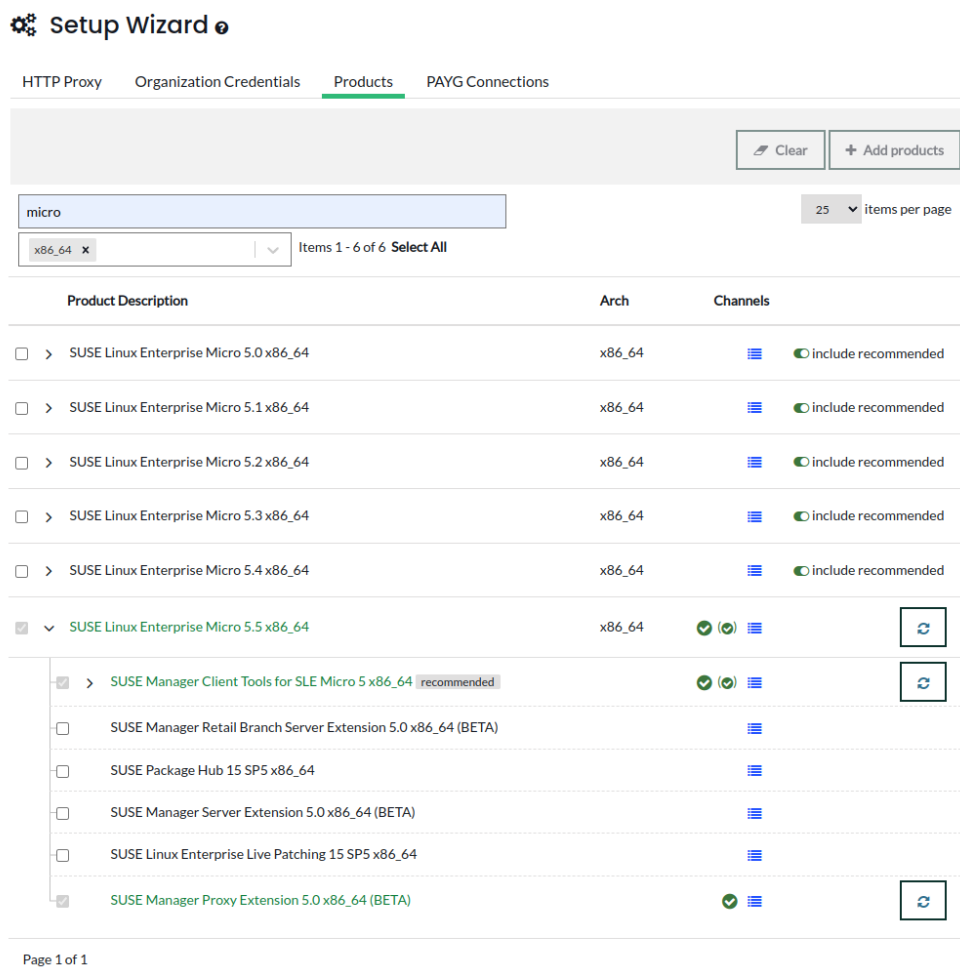 Setup Wizard ?
HTTP Proxy Organization Credentials Products PAYG Connections
Clear + Add products
micro
25 items per page
x86_64 × Items 1 - 6 of 6 Select All
Product Description Arch Channels
SUSE Linux Enterprise Micro 5.0 x86_64 x86_64 include recommended
SUSE Linux Enterprise Micro 5.1 x86_64 x86_64 include recommended
SUSE Linux Enterprise Micro 5.2 x86_64 x86_64 include recommended
SUSE Linux Enterprise Micro 5.3 x86_64 x86_64 include recommended
SUSE Linux Enterprise Micro 5.4 x86_64 x86_64 include recommended
SUSE Linux Enterprise Micro 5.5 x86_64 x86_64
SUSE Manager Client Tools for SLE Micro 5 x86_64 recommended
SUSE Manager Retail Branch Server Extension 5.0 x86_64 (BETA)
SUSE Package Hub 15 SP5 x86_64
SUSE Manager Server Extension 5.0 x86_64 (BETA)
SUSE Linux Enterprise Live Patching 15 SP5 x86_64
SUSE Manager Proxy Extension 5.0 x86_64 (BETA)
Page 1 of 1